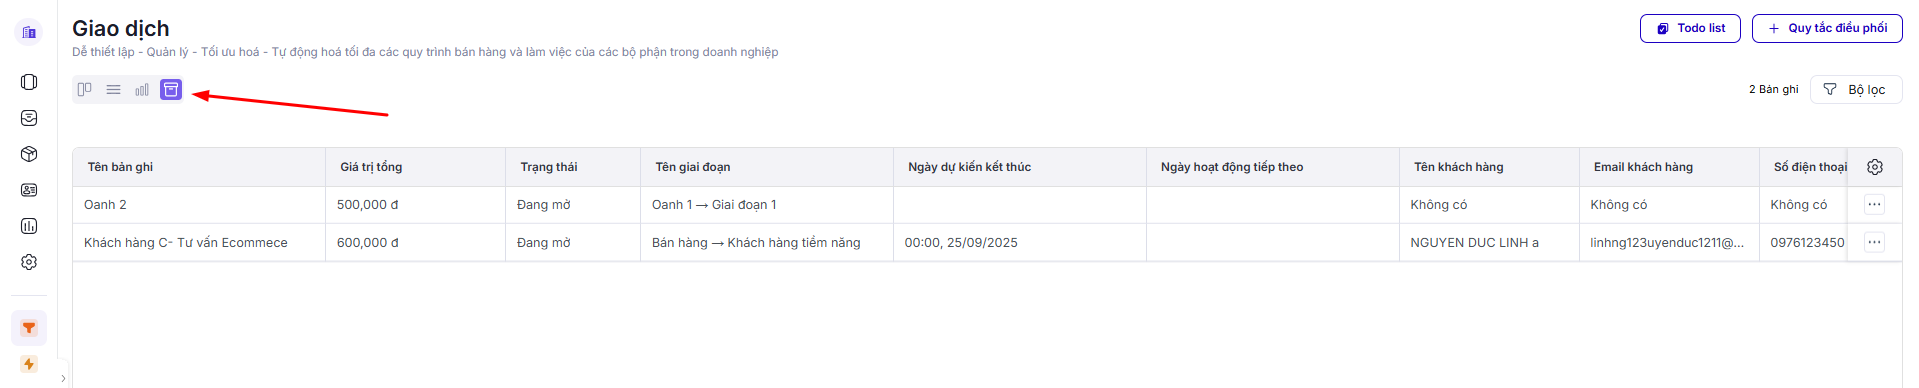 Giao dịch
Dễ thiết lập - Quản lý - Tối ưu hoá - Tự động hoá tối đa các quy trình bán hàng và làm việc của các bộ phận trong doanh nghiệp
Todo list
Quy tắc điều phối
2 Bản ghi
Bộ lọc
Tên bản ghi Giá trị tổng Trạng thái Tên giai đoạn Ngày dự kiến kết thúc Ngày hoạt động tiếp theo Tên khách hàng Email khách hàng Số điện thoại
Oanh 2 500,000 đ Đang mở Oanh 1 → Giai đoạn 1 Không có Không có Không có
Khách hàng C- Tư vấn Ecommece 600,000 đ Đang mở Bán hàng → Khách hàng tiềm năng 00:00, 25/09/2025 NGUYEN DUC LINH a linhng123uyenduc1211@... 0976123450